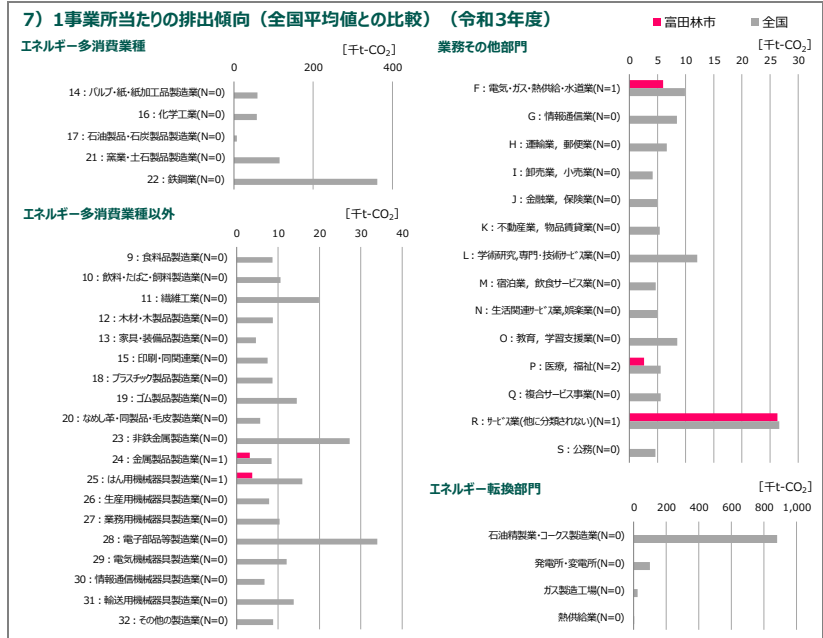 7）1事業所当たりの排出傾向（全国平均値との比較）（令和3年度）
富田林市 全国
エネルギー多消費業種
[千t-CO₂]
0 200 400
14：パルプ・紙・紙加工品製造業(N=0)
16：化学工業(N=0)
17：石油製品・石炭製品製造業(N=0)
21：窯業・土石製品製造業(N=0)
22：鉄鋼業(N=0)
エネルギー多消費業種以外
[千t-CO₂]
0 10 20 30 40
9：食料品製造業(N=0)
10：飲料・たばこ・飼料製造業(N=0)
11：繊維工業(N=0)
12：木材・木製品製造業(N=0)
13：家具・装備品製造業(N=0)
15：印刷・同関連業(N=0)
18：プラスチック製品製造業(N=0)
19：ゴム製品製造業(N=0)
20：なめし革・同製品・毛皮製造業(N=0)
23：非鉄金属製造業(N=0)
24：金属製品製造業(N=1)
25：はん用機械器具製造業(N=1)
26：生産用機械器具製造業(N=0)
27：業務用機械器具製造業(N=0)
28：電子部品等製造業(N=0)
29：電気機械器具製造業(N=0)
30：情報通信機械器具製造業(N=0)
31：輸送用機械器具製造業(N=0)
32：その他の製造業(N=0)
業務その他部門
[千t-CO₂]
0 5 10 15 20 25 30
F：電気・ガス・熱供給・水道業(N=1)
G：情報通信業(N=0)
H：運輸業，郵便業(N=0)
I：卸売業，小売業(N=0)
J：金融業，保険業(N=0)
K：不動産業，物品賃貸業(N=0)
L：学術研究,専門・技術ｻｰﾋﾞｽ業(N=0)
M：宿泊業，飲食サービス業(N=0)
N：生活関連ｻｰﾋﾞｽ業,娯楽業(N=0)
O：教育，学習支援業(N=0)
P：医療，福祉(N=2)
Q：複合サービス事業(N=0)
R：ｻｰﾋﾞｽ業(他に分類されない)(N=1)
S：公務(N=0)
エネルギー転換部門
[千t-CO₂]
0 200 400 600 800 1,000
石油精製業・コークス製造業(N=0)
発電所・変電所(N=0)
ガス製造工場(N=0)
熱供給業(N=0)